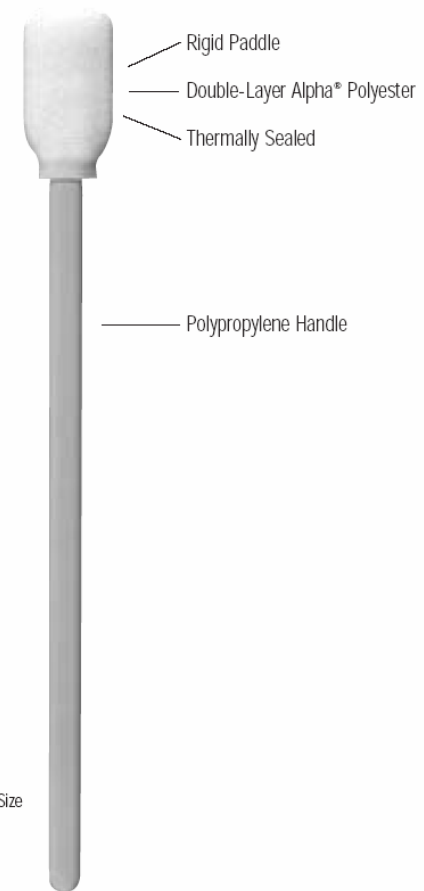 Rigid Paddle
Double-Layer Alpha® Polyester
Thermally Sealed
Polypropylene Handle
Size